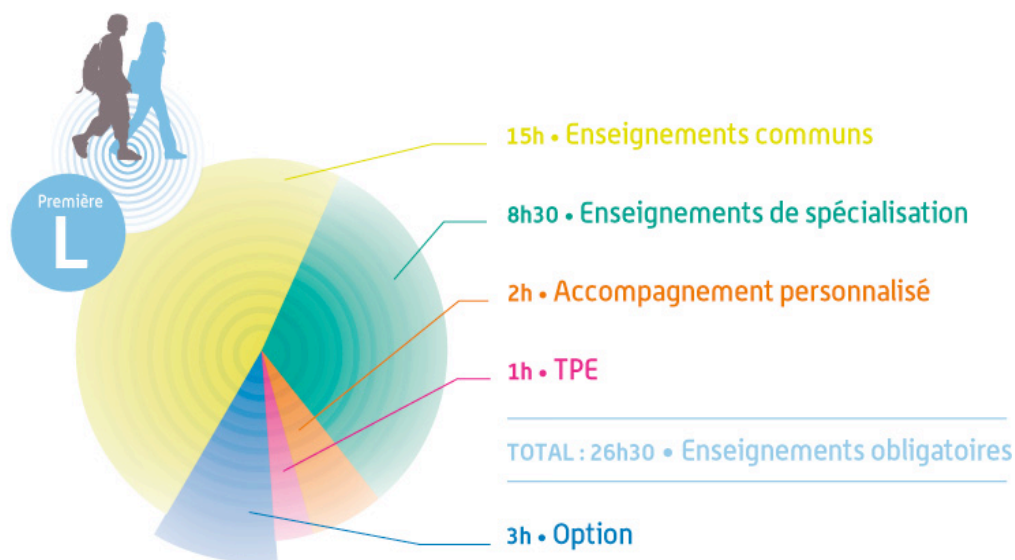 Première
L
15h • Enseignements communs
8h30 • Enseignements de spécialisation
2h • Accompagnement personnalisé
1h • TPE
TOTAL : 26h30 • Enseignements obligatoires
3h • Option